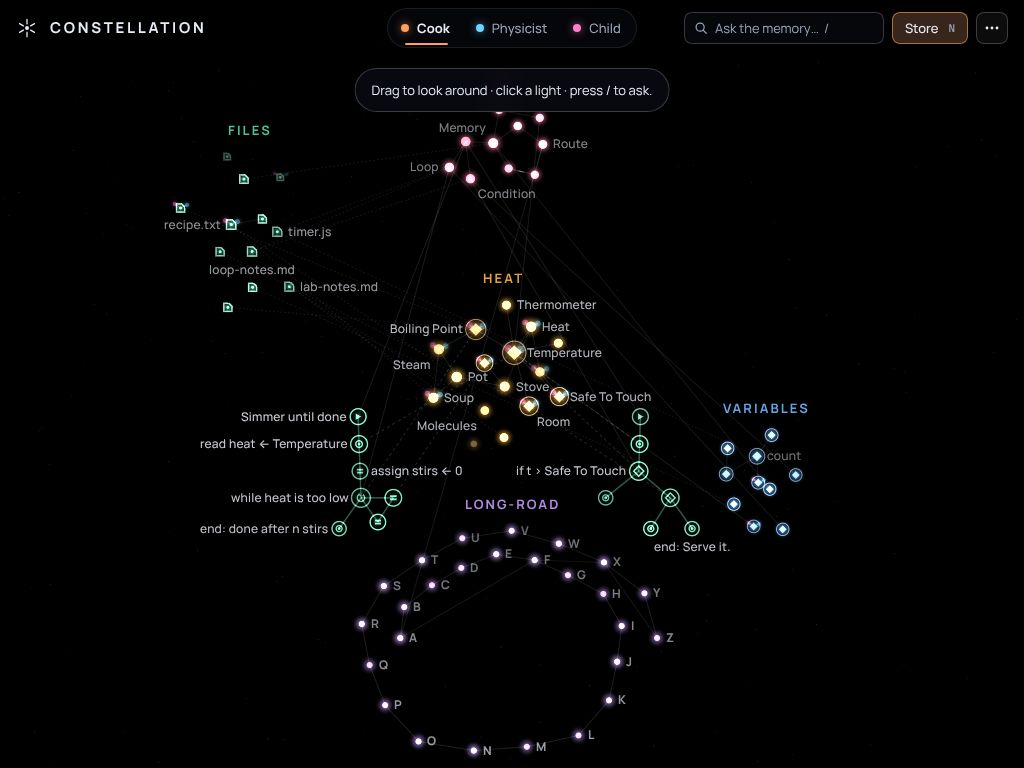 CONSTELLATION
Cook
Physicist
Child
Ask the memory… /
Store N
Drag to look around · click a light · press / to ask.
FILES
Memory
Route
Loop
Condition
recipe.txt
timer.js
loop-notes.md
lab-notes.md
HEAT
Thermometer
Boiling Point
Heat
Temperature
Steam
Pot
Stove
Soup
Safe To Touch
Room
Molecules
VARIABLES
count
Simmer until done
read heat ← Temperature
assign stirs ← 0
if t > Safe To Touch
while heat is too low
end: done after n stirs
end: Serve it.
LONG-ROAD
U
V
W
T
E
F
X
D
G
S
C
H
Y
B
R
A
I
Z
Q
J
P
K
O
N
M
L